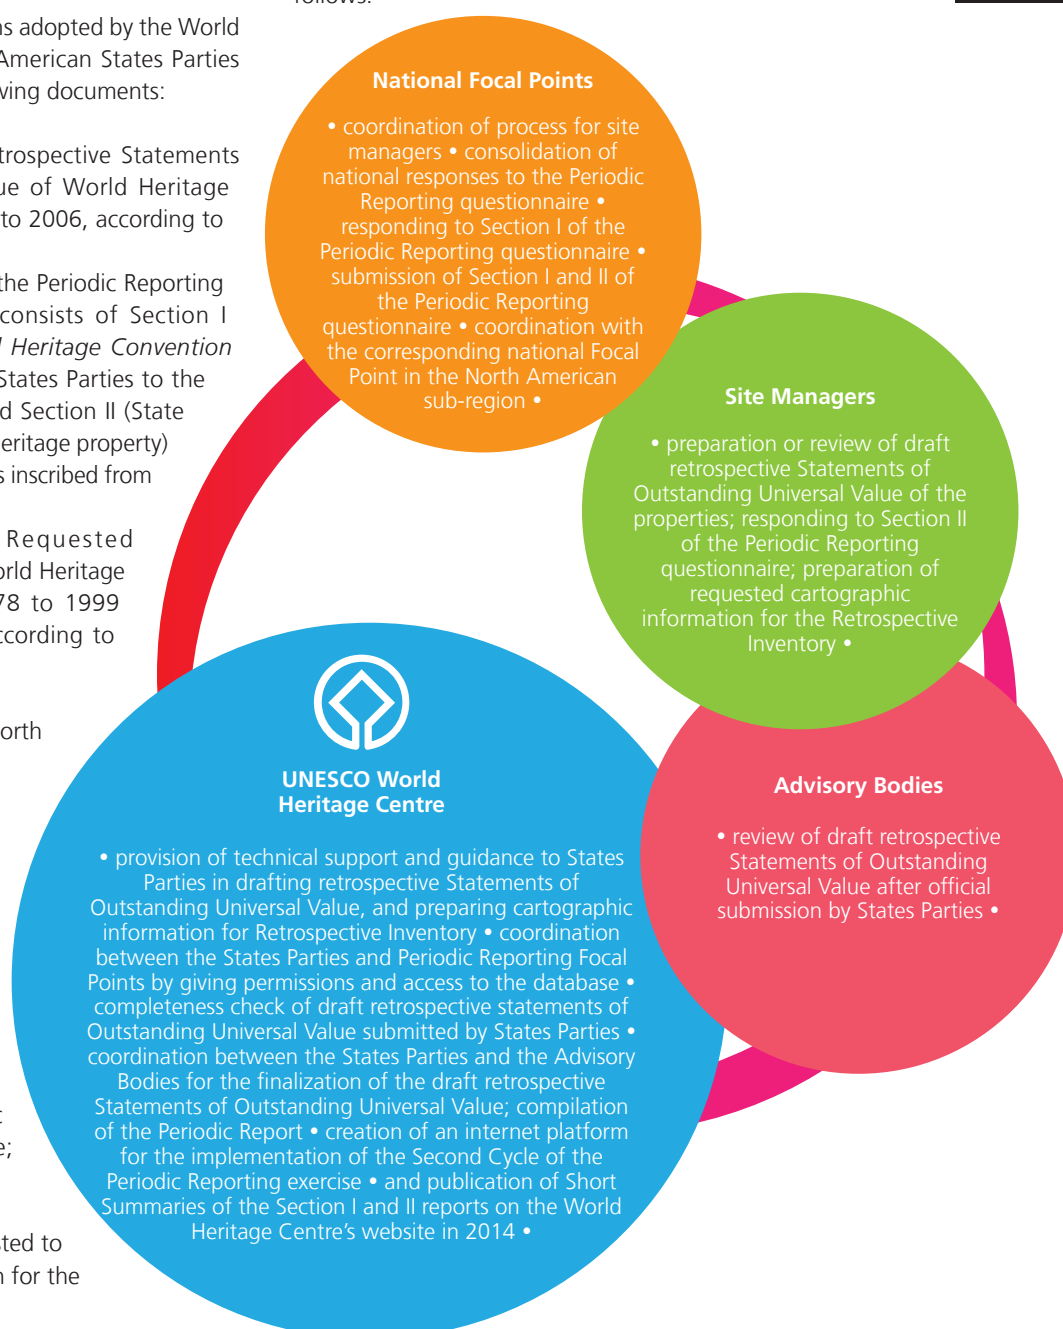 follows:
ns adopted by the World
American States Parties
wing documents:
trospective Statements
ue of World Heritage
to 2006, according to
the Periodic Reporting
consists of Section I
Heritage Convention
States Parties to the
d Section II (State
eritage property)
s inscribed from
Requested
orld Heritage
78 to 1999
ccording to
orth
e;
sted to
n for the
National Focal Points
• coordination of process for site
managers • consolidation of
national responses to the Periodic
Reporting questionnaire •
responding to Section I of the
Periodic Reporting questionnaire •
submission of Section I and II of
the Periodic Reporting
questionnaire • coordination with
the corresponding national Focal
Point in the North American
sub-region •
Site Managers
• preparation or review of draft
retrospective Statements of
Outstanding Universal Value of the
properties; responding to Section II
of the Periodic Reporting
questionnaire; preparation of
requested cartographic
information for the Retrospective
Inventory •
Advisory Bodies
• review of draft retrospective
Statements of Outstanding
Universal Value after official
submission by States Parties •
UNESCO World
Heritage Centre
• provision of technical support and guidance to States
Parties in drafting retrospective Statements of
Outstanding Universal Value, and preparing cartographic
information for Retrospective Inventory • coordination
between the States Parties and Periodic Reporting Focal
Points by giving permissions and access to the database •
completeness check of draft retrospective statements of
Outstanding Universal Value submitted by States Parties •
coordination between the States Parties and the Advisory
Bodies for the finalization of the draft retrospective
Statements of Outstanding Universal Value; compilation
of the Periodic Report • creation of an internet platform
for the implementation of the Second Cycle of the
Periodic Reporting exercise • and publication of Short
Summaries of the Section I and II reports on the World
Heritage Centre's website in 2014 •